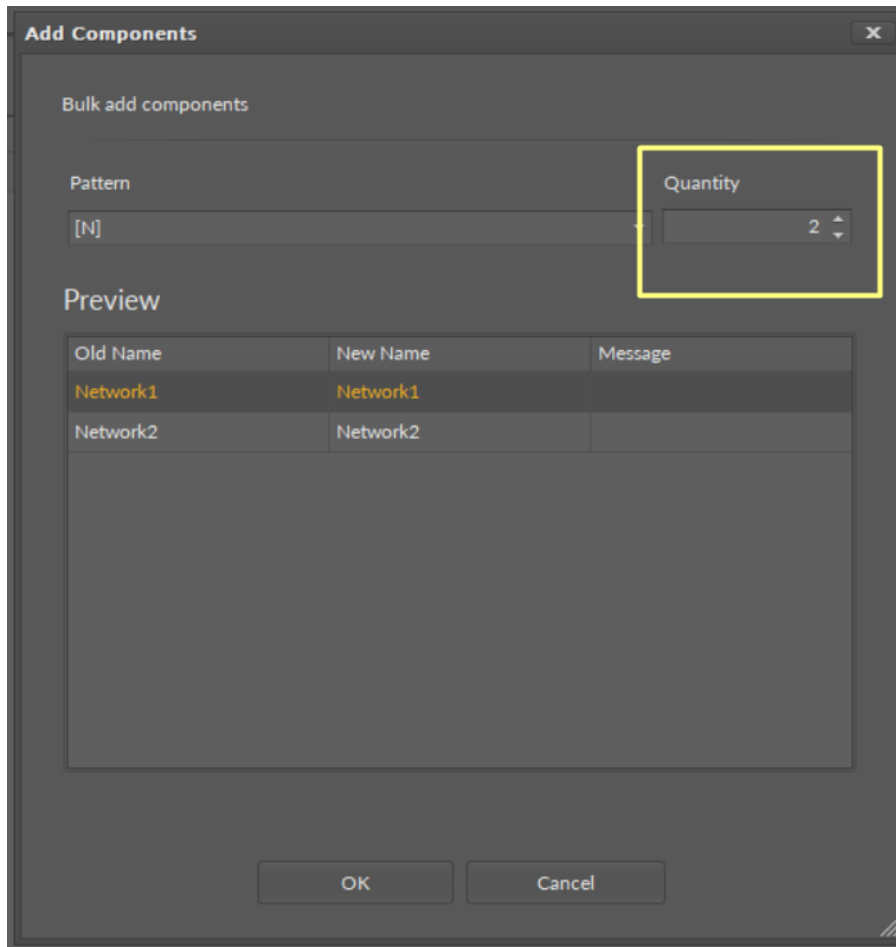 Add Components
Bulk add components
Pattern Quantity
[N] 2
Preview
Old Name New Name Message
Network1 Network1
Network2 Network2
OK Cancel